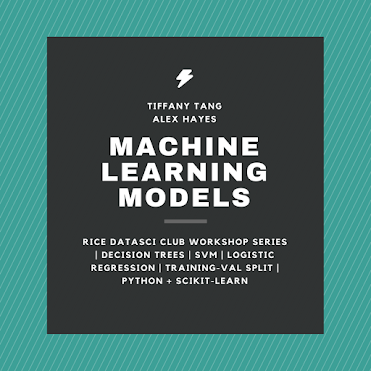 TIFFANY TANG
ALEX HAYES
MACHINE
LEARNING
MODELS
RICE DATASCI CLUB WORKSHOP SERIES
| DECISION TREES | SVM | LOGISTIC
REGRESSION | TRAINING-VAL SPLIT |
PYTHON + SCIKIT-LEARN